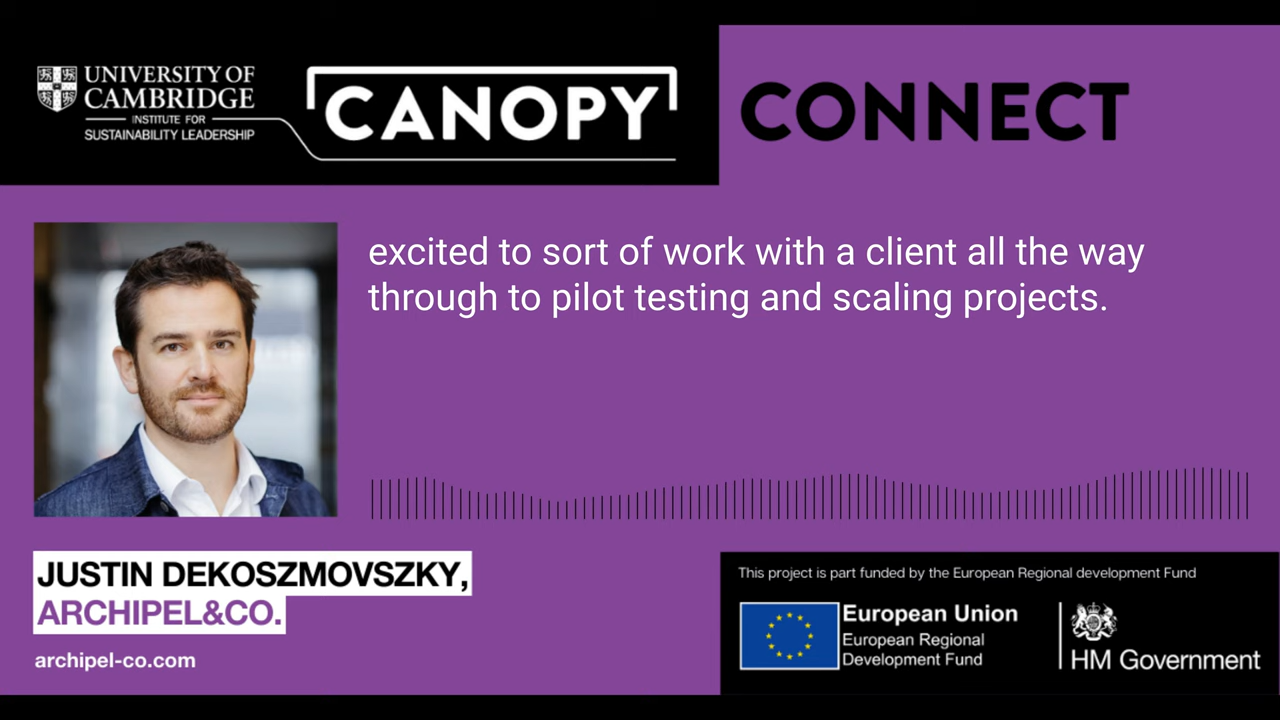 UNIVERSITY OF
CAMBRIDGE
INSTITUTE FOR
SUSTAINABILITY LEADERSHIP
CANOPY
CONNECT
excited to sort of work with a client all the way
through to pilot testing and scaling projects.
JUSTIN DEKOSZMOVSZKY,
ARCHIPEL&CO.
archipel-co.com
This project is part funded by the European Regional development Fund
European Union
European Regional
Development Fund
HM Government